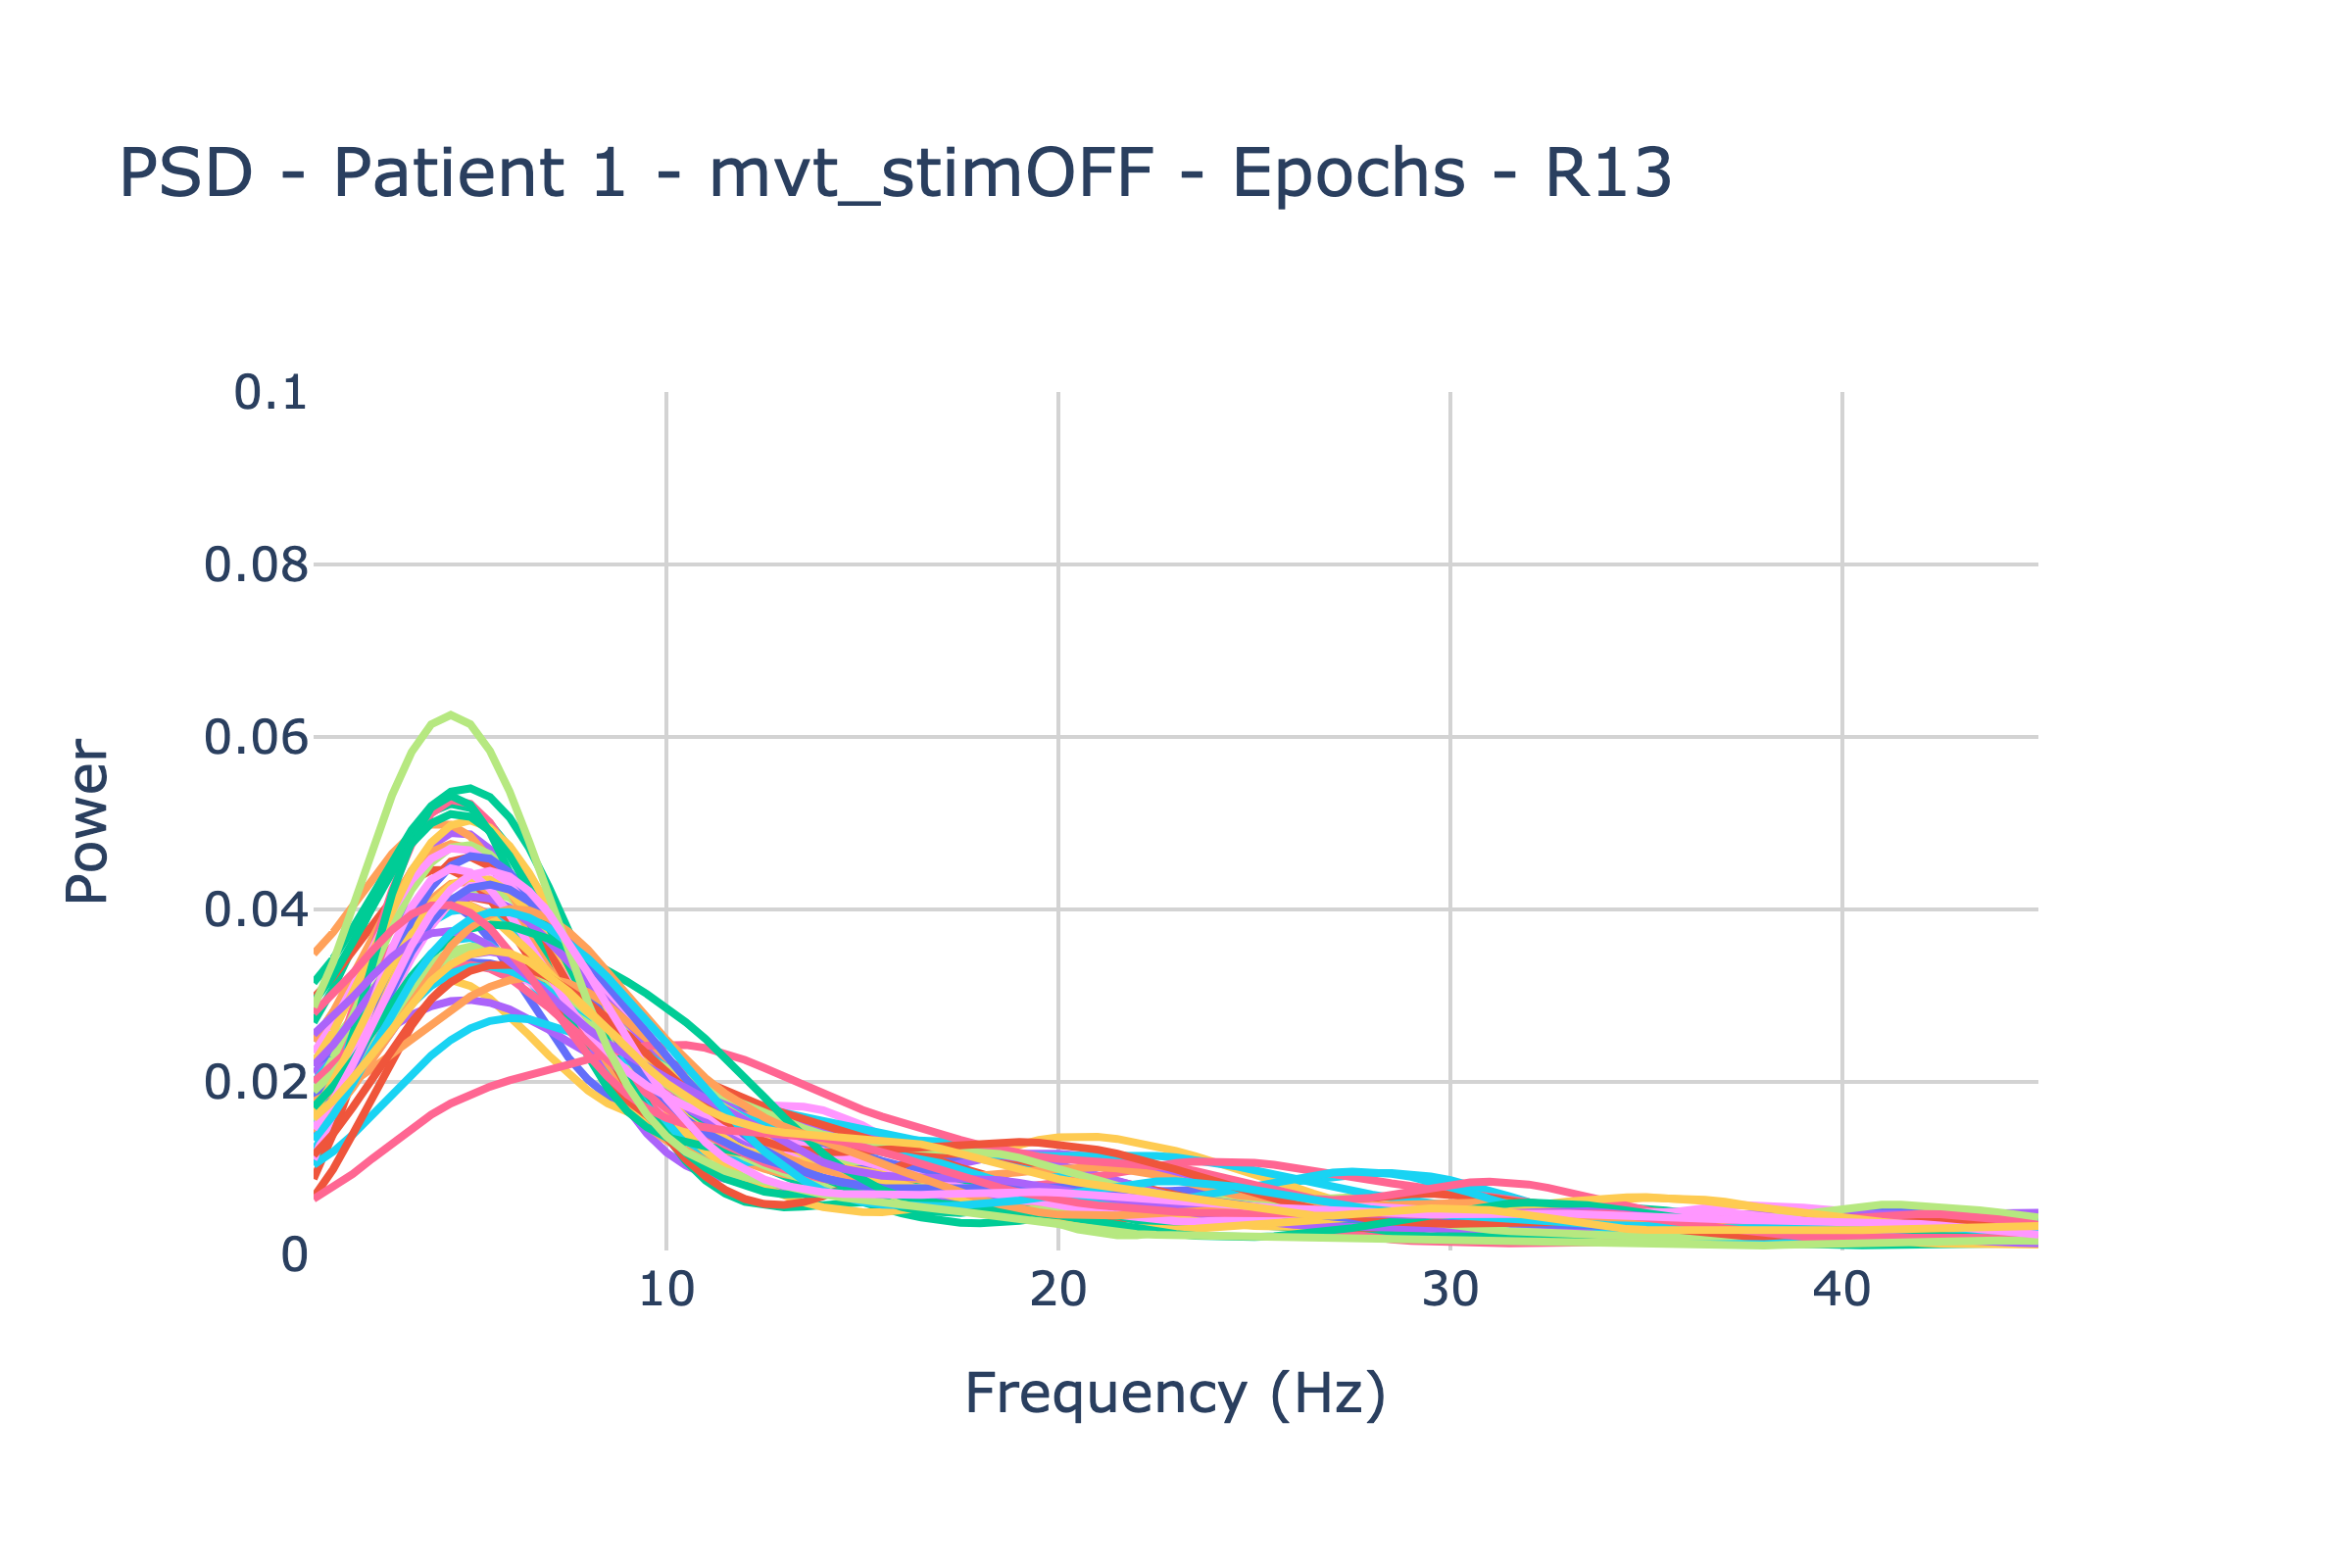 PSD - Patient 1 - mvt_stimOFF - Epochs - R13
0.1
0.08
0.06
0.04
0.02
0
Power
10 20 30 40
Frequency (Hz)